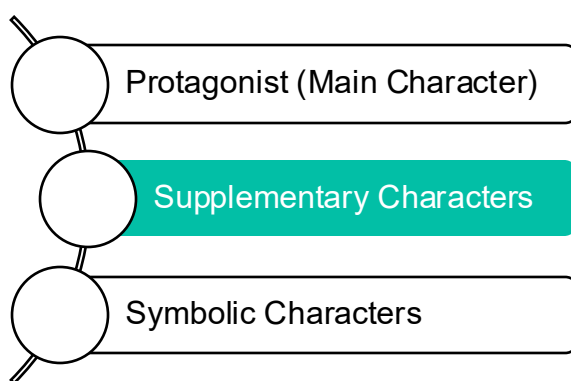 Protagonist (Main Character)
Supplementary Characters
Symbolic Characters